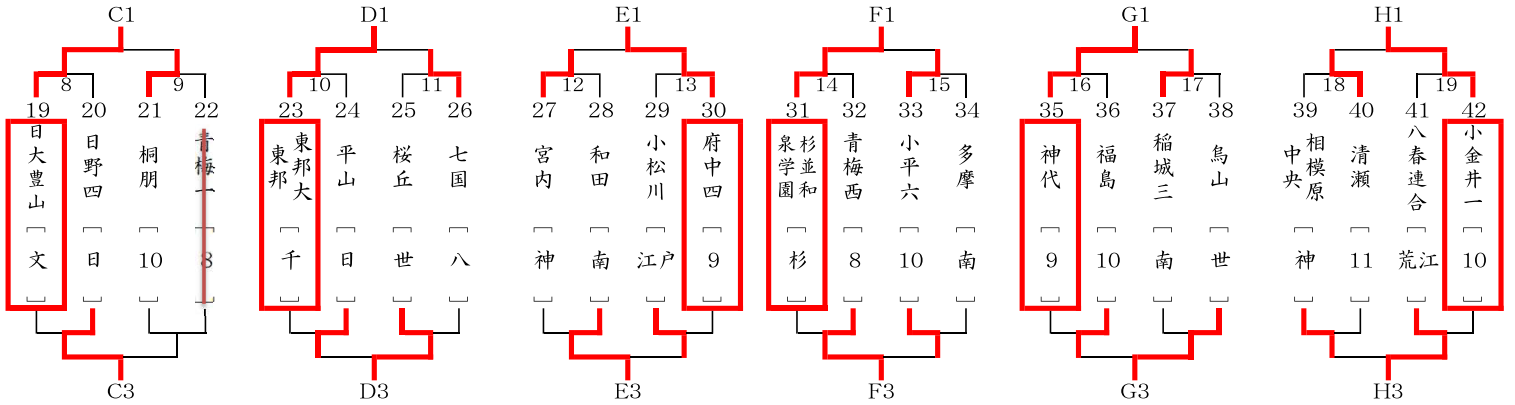 C1 D1 E1 F1 G1 H1
8 9 10 11 12 13 14 15 16 17 18 19
19 20 21 22 23 24 25 26 27 28 29 30 31 32 33 34 35 36 37 38 39 40 41 42
日大豊山
[文]
日野四
[日]
桐朋
[10]
青梅一
[8]
東邦大
東邦
[千]
平山
[日]
桜丘
[世]
七国
[八]
宮内
[神]
和田
[南]
小松川
[江戸]
府中四
[9]
杉並和
泉学園
[杉]
青梅西
[8]
小平六
[10]
多摩
[南]
神代
[9]
福島
[10]
稲城三
[南]
烏山
[世]
相模原
中央
[神]
清瀬
[11]
八春連合
[荒江]
小金井一
[10]
C3 D3 E3 F3 G3 H3